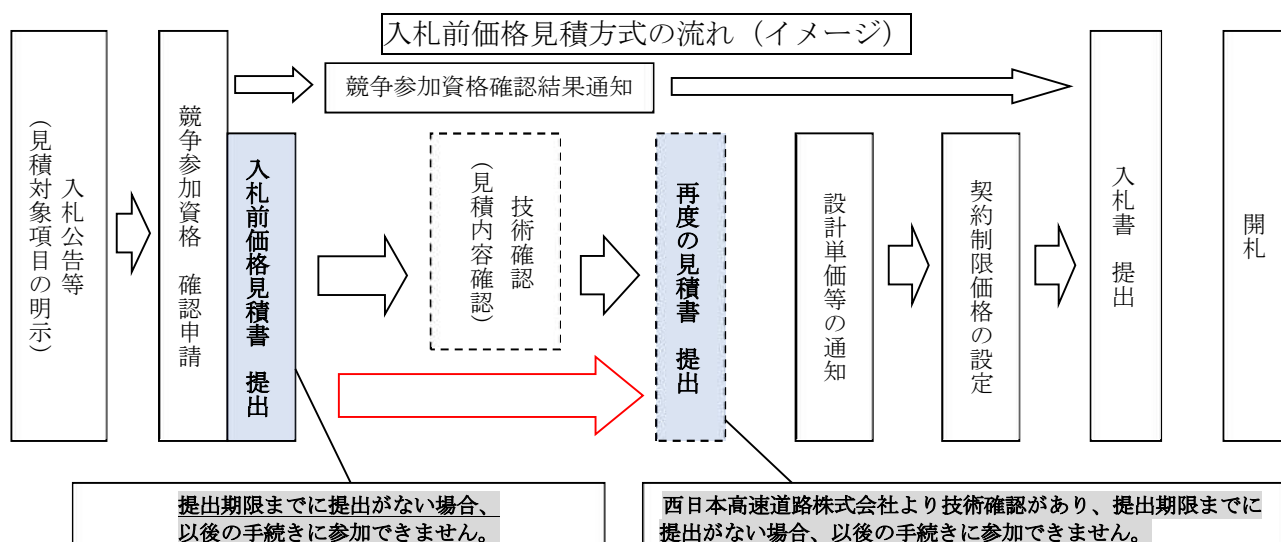 入札前価格見積方式の流れ（イメージ）
入札公告等
（見積対象項目の明示）
競争参加資格　確認申請
競争参加資格確認結果通知
入札前価格見積書　提出
技術確認
（見積内容確認）
再度の見積書　提出
設計単価等の通知
契約制限価格の設定
入札書　提出
開札
提出期限までに提出がない場合、
以後の手続きに参加できません。
西日本高速道路株式会社より技術確認があり、提出期限までに
提出がない場合、以後の手続きに参加できません。